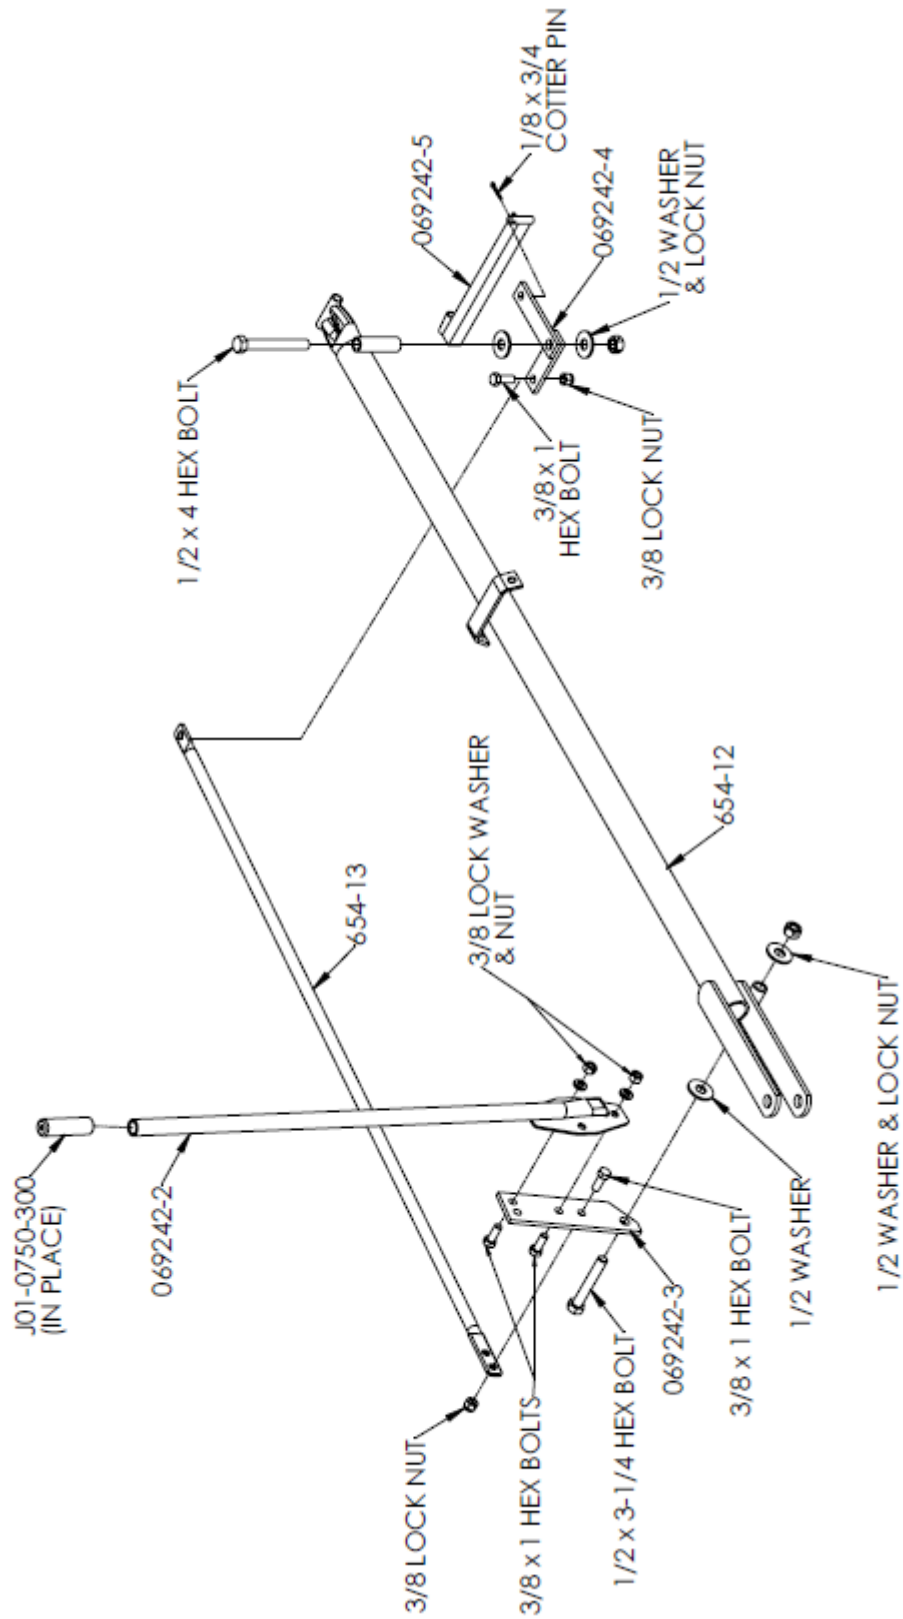 J01-0750-300
(IN PLACE)
069242-2
654-13
1/2 x 4 HEX BOLT
069242-5
1/8 x 3/4
COTTER PIN
069242-4
1/2 WASHER
& LOCK NUT
3/8 x 1
HEX BOLT
3/8 LOCK NUT
3/8 LOCK WASHER
& NUT
654-12
3/8 LOCK NUT
3/8 x 1 HEX BOLTS
1/2 x 3-1/4 HEX BOLT
069242-3
3/8 x 1 HEX BOLT
1/2 WASHER
1/2 WASHER & LOCK NUT